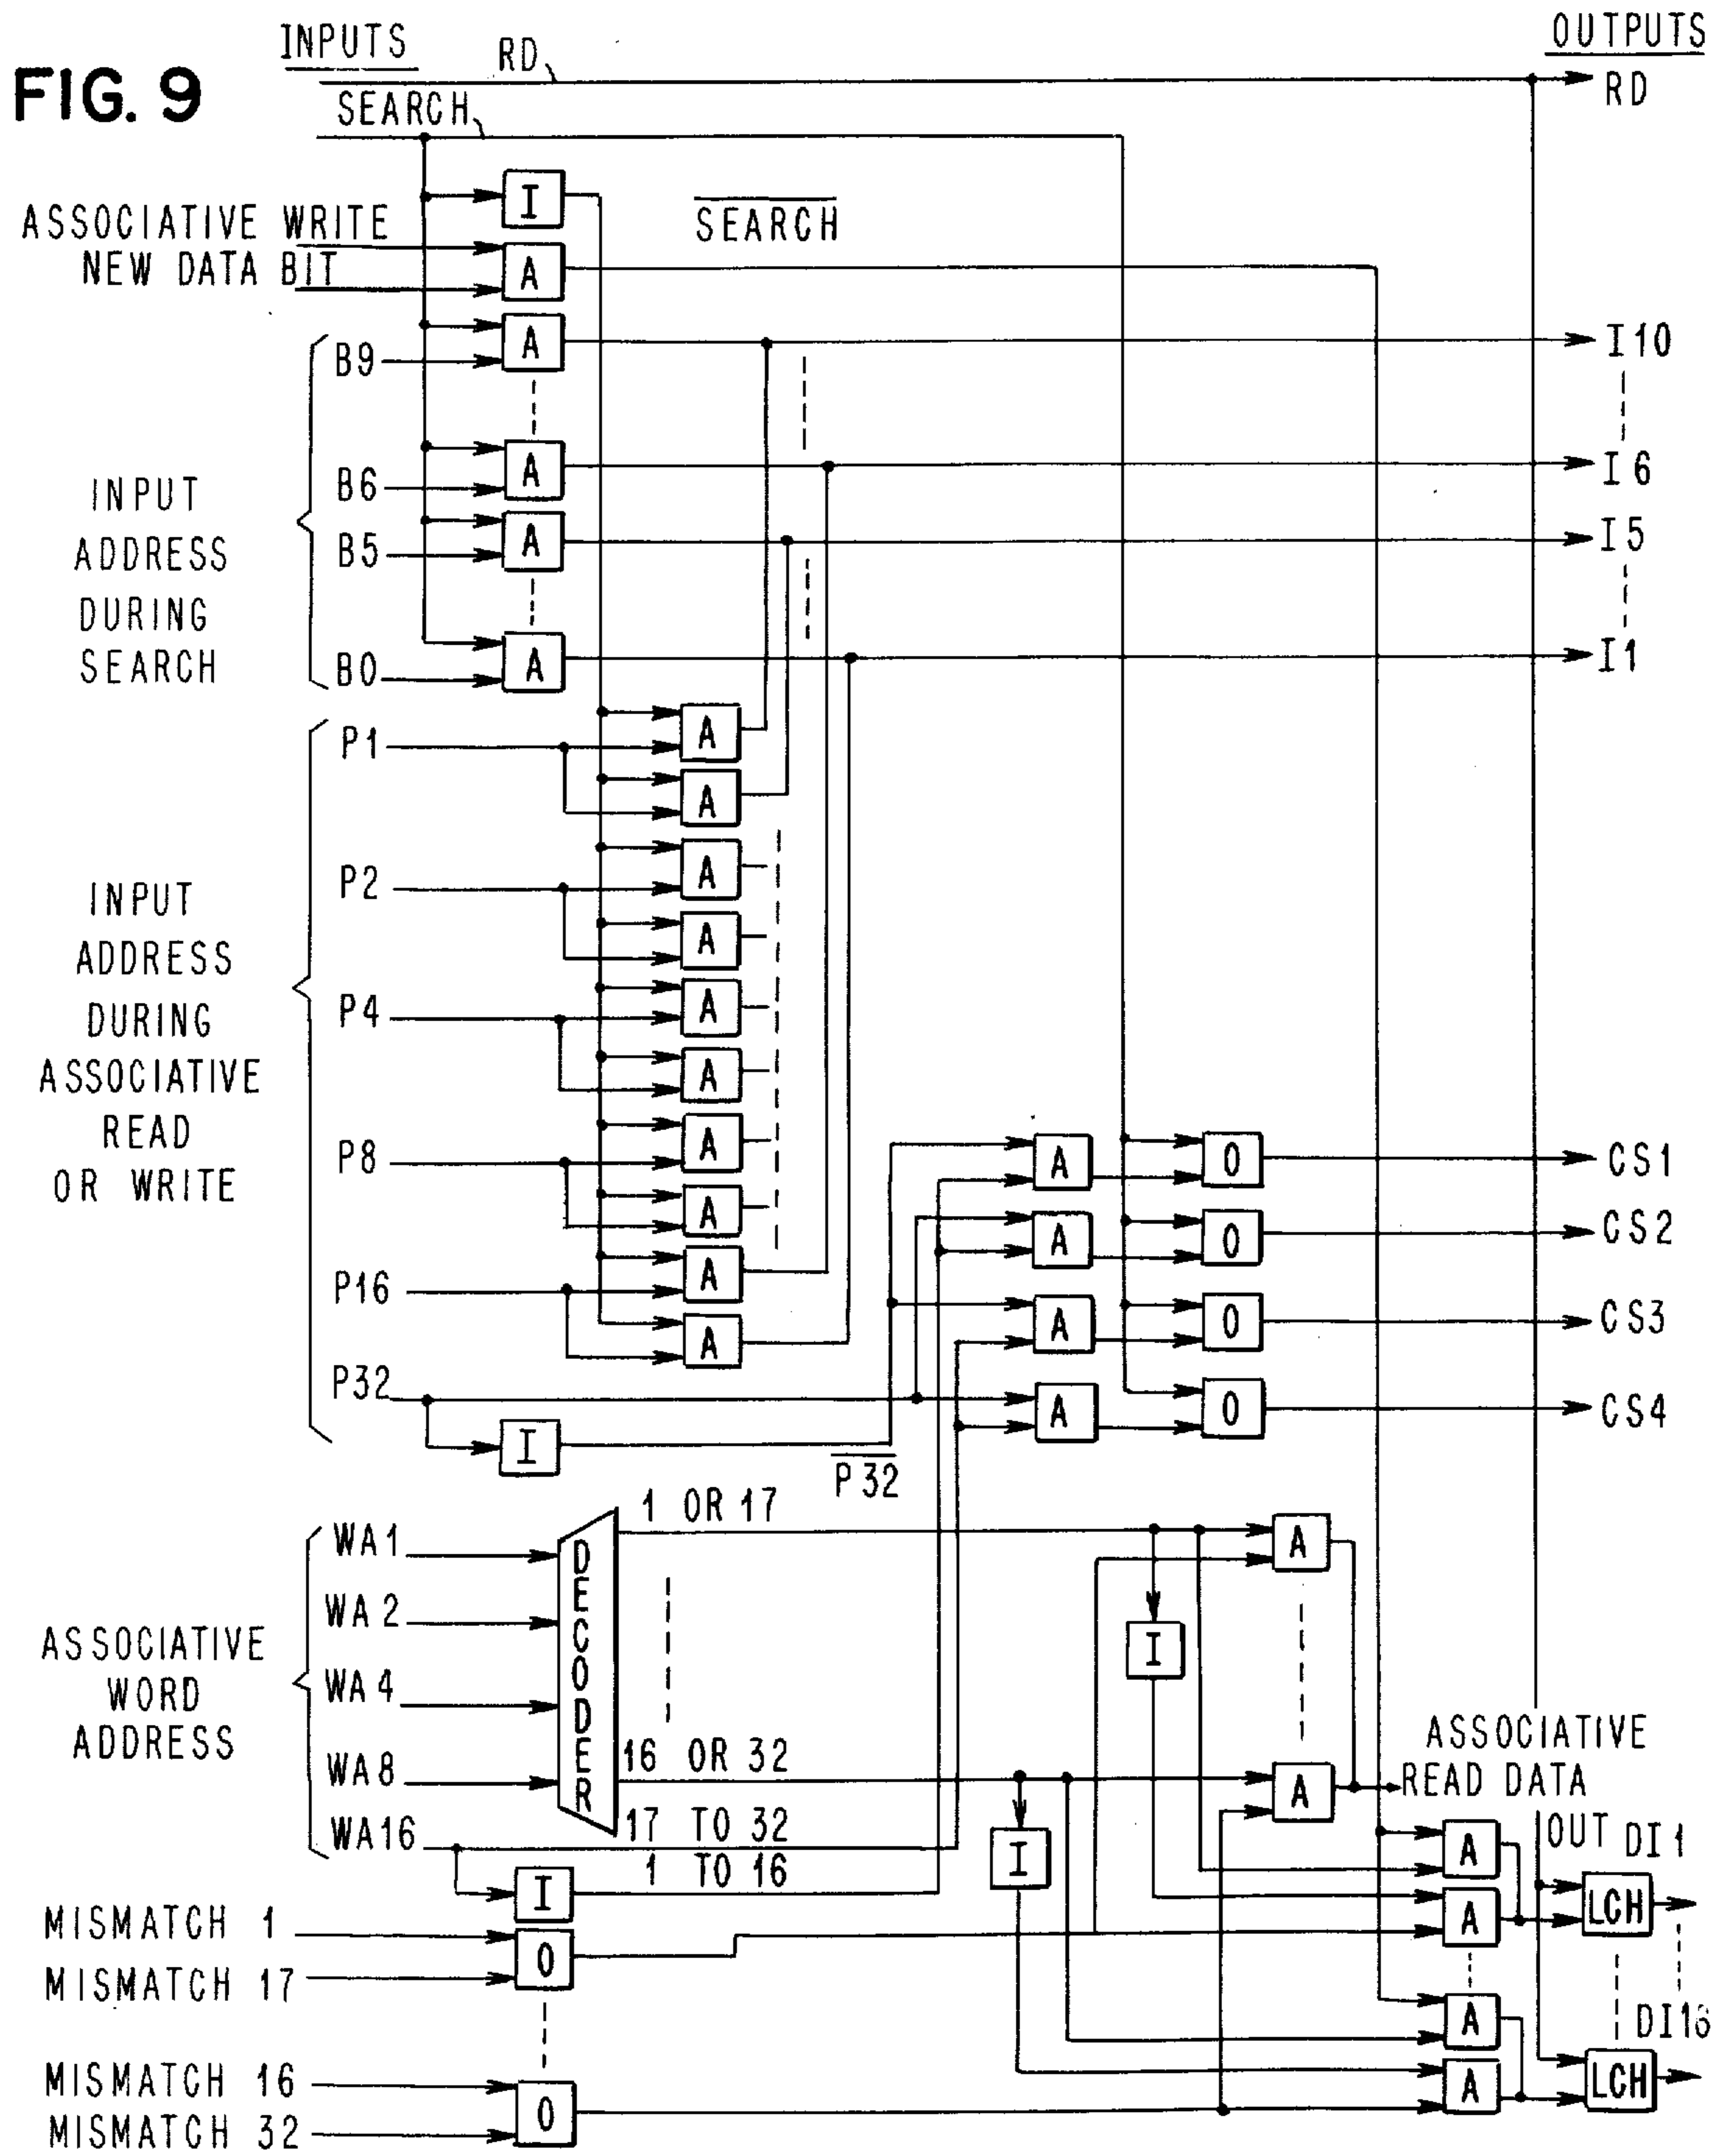 FIG. 9
INPUTS
OUTPUTS
RD
RD
SEARCH
I
SEARCH
ASSOCIATIVE WRITE
NEW DATA BIT
A
B9
A
I10
B6
A
I6
B5
A
I5
B0
A
I1
INPUT
ADDRESS
DURING
SEARCH
P1
A
A
P2
A
A
P4
A
A
P8
A
A
P16
A
A
P32
I
P32
INPUT
ADDRESS
DURING
ASSOCIATIVE
READ
OR WRITE
A
O
CS1
A
O
CS2
A
O
CS3
A
O
CS4
ASSOCIATIVE
WORD
ADDRESS
WA1
WA2
WA4
WA8
WA16
DECODER
1 OR 17
16 OR 32
17 TO 32
1 TO 16
I
A
I
A
I
ASSOCIATIVE
READ DATA
OUT
DI1
A
A
LCH
MISMATCH 1
MISMATCH 17
O
A
A
LCH
MISMATCH 16
MISMATCH 32
O